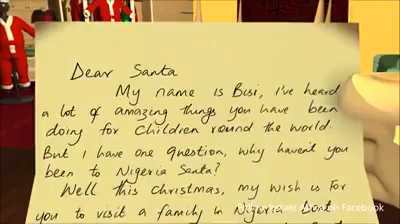 Dear Santa
My name is Bisi, I've heard
a lot of amazing things you have been
doing for Children round the world.
But I have one question, why haven't you
been to Nigeria Santa?
Well this christmas, my wish is for
you to visit a family in Nigeria
on Facebook